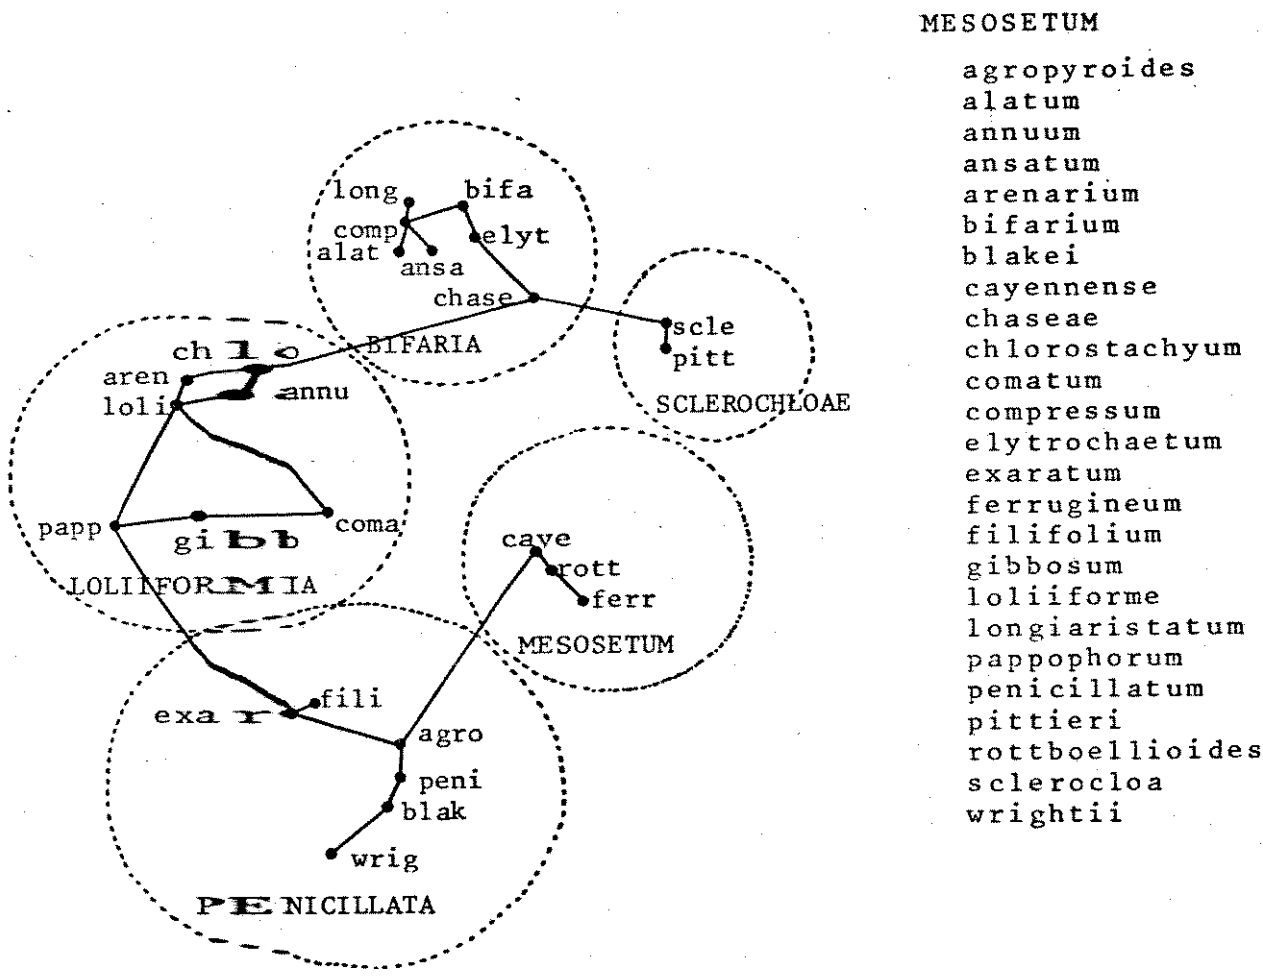 MESOSETUM
agropyroides
alatum
annuum
ansatum
arenarium
bifarium
blakei
cayennense
chaseae
chlorostachyum
comatum
compressum
elytrochaetum
exaratum
ferrugineum
filifolium
gibbosum
loliiforme
longiaristatum
pappophorum
penicillatum
pittieri
rottboellioides
sclerocloa
wrightii
long
bifa
comp
elyt
alat
ansa
chase
BIFARIA
scle
pitt
SCLEROCHLOAE
chlo
aren
annu
loli
papp
coma
gibb
LOLIIFORMIA
cave
rott
ferr
MESOSETUM
fili
exar
agro
peni
blak
wrig
PENICILLATA